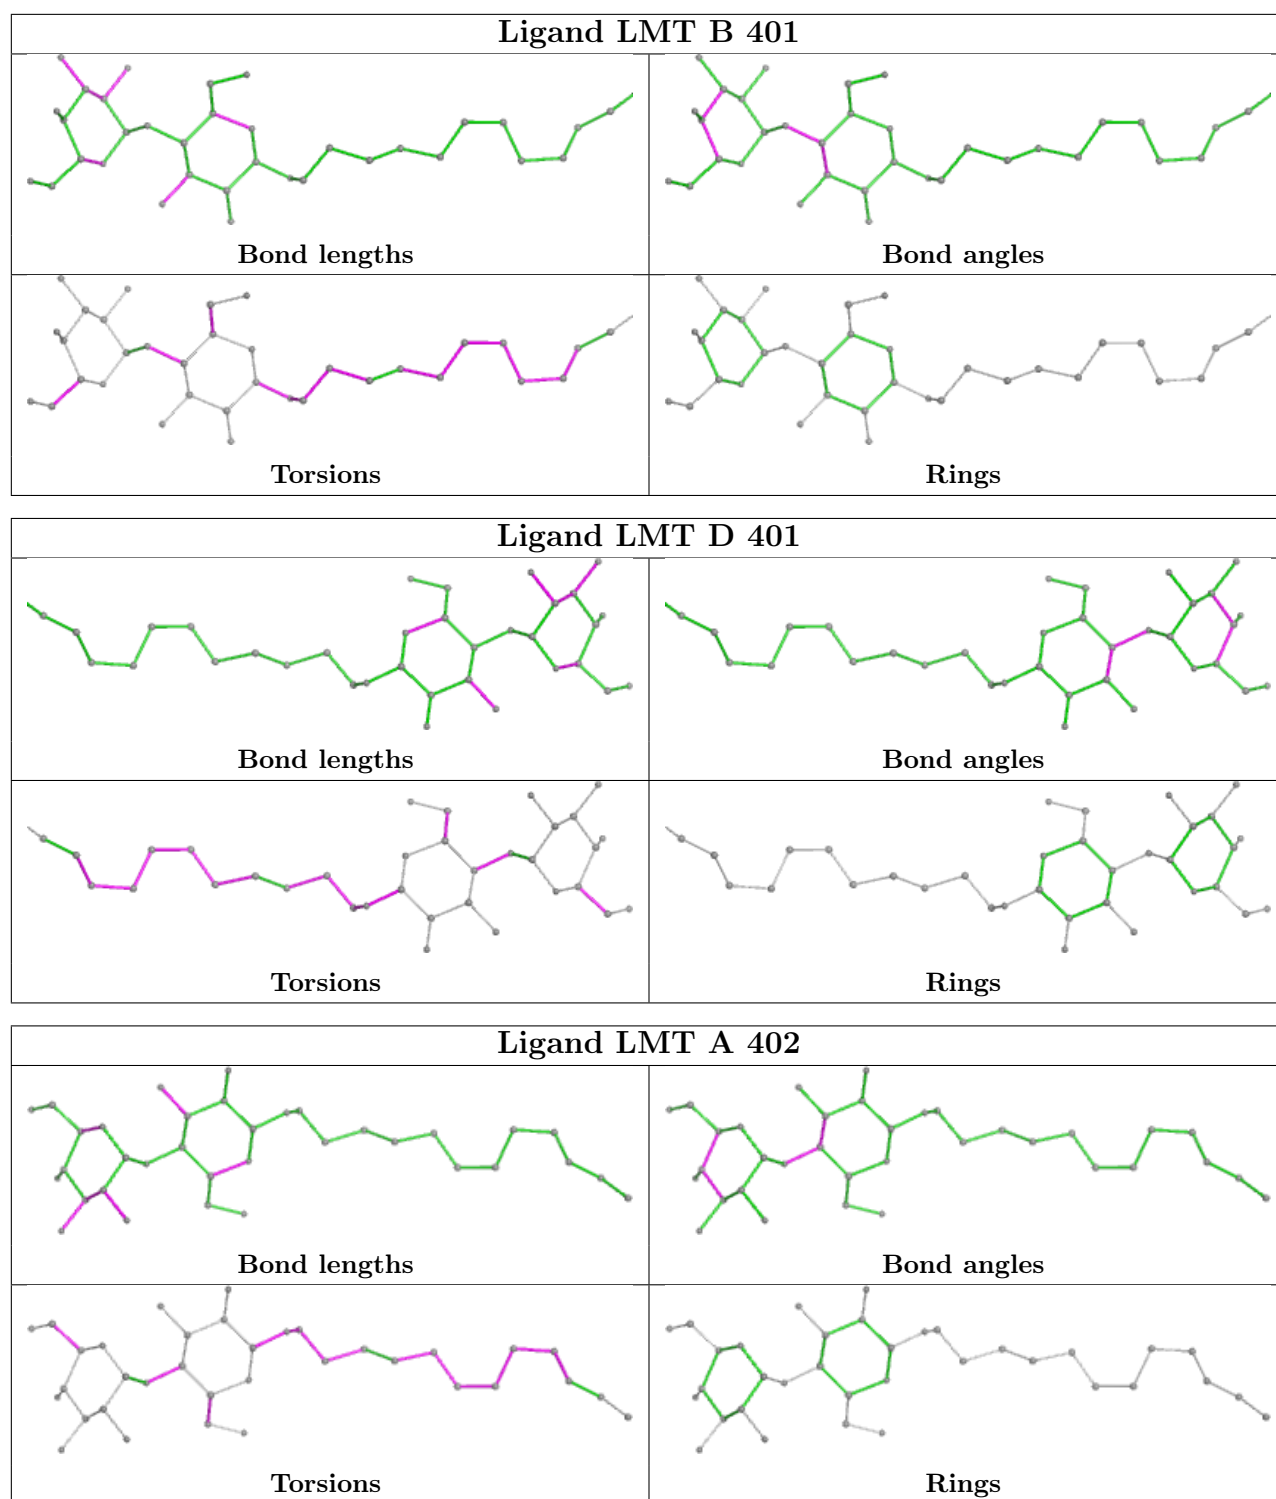 Ligand LMT B 401
Bond lengths
Bond angles
Torsions
Rings
Ligand LMT D 401
Bond lengths
Bond angles
Torsions
Rings
Ligand LMT A 402
Bond lengths
Bond angles
Torsions
Rings